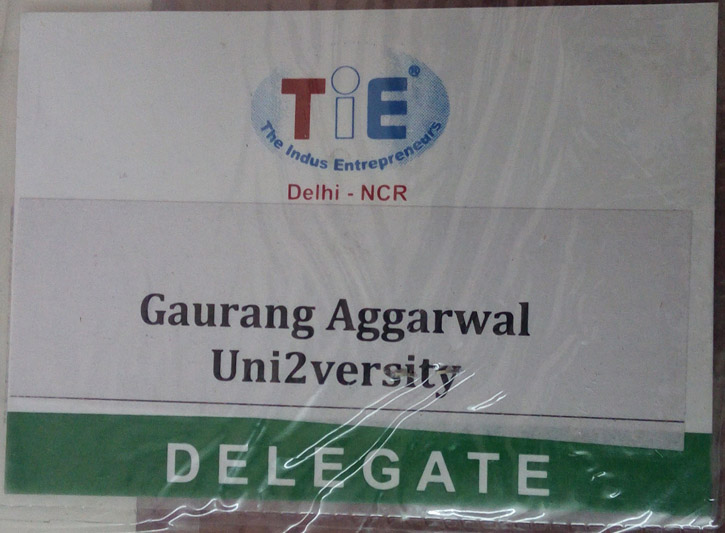 TiE®
The Indus Entrepreneurs
Delhi - NCR
Gaurang Aggarwal
Uni2versity
DELEGATE